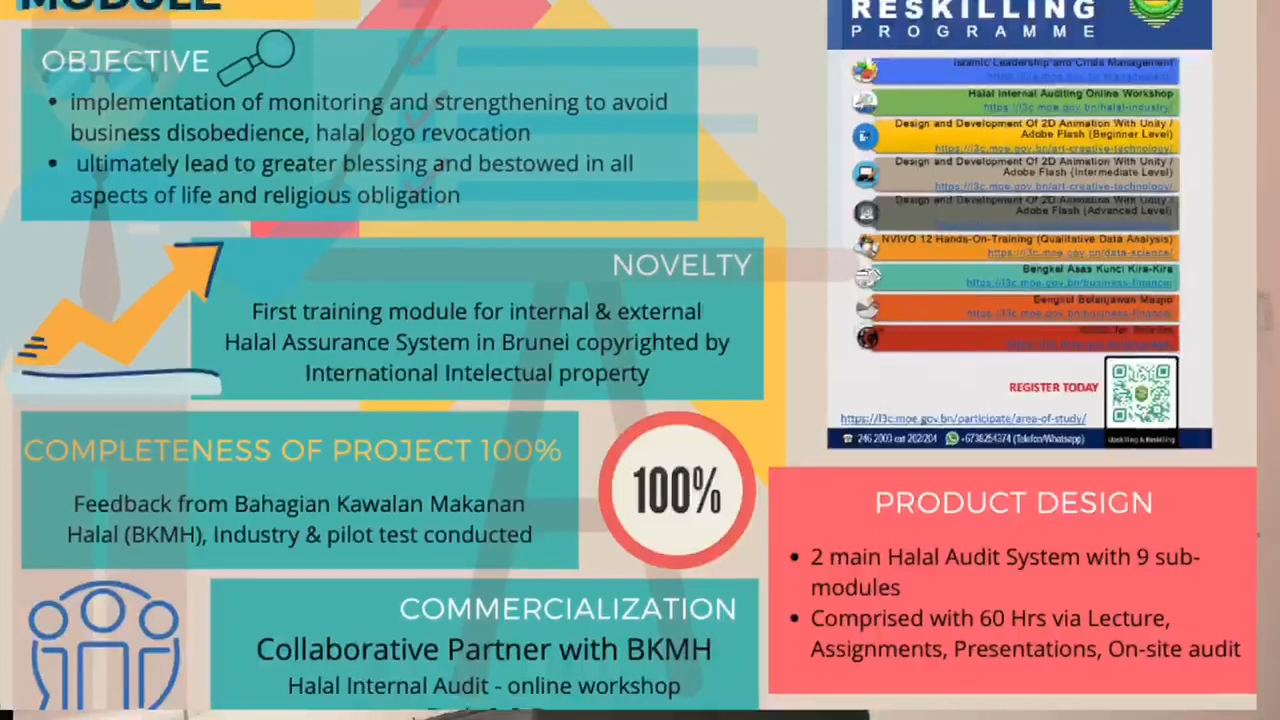 MODULE
OBJECTIVE
implementation of monitoring and strengthening to avoid
business disobedience, halal logo revocation
ultimately lead to greater blessing and bestowed in all
aspects of life and religious obligation
NOVELTY
First training module for internal & external
Halal Assurance System in Brunei copyrighted by
International Intelectual property
COMPLETENESS OF PROJECT 100%
Feedback from Bahagian Kawalan Makanan
Halal (BKMH), Industry & pilot test conducted
100%
COMMERCIALIZATION
Collaborative Partner with BKMH
Halal Internal Audit - online workshop
RESKILLING
PROGRAMME
Islamic Leadership and Crisis Management
Halal Internal Auditing Online Workshop
https://l3c.moe.gov.bn/halal-industry/
Design and Development Of 2D Animation With Unity /
Adobe Flash (Beginner Level)
https://l3c.moe.gov.bn/art-creative-technology/
Design and Development Of 2D Animation With Unity /
Adobe Flash (Intermediate Level)
https://l3c.moe.gov.bn/art-creative-technology/
Design and Development Of 2D Animation With Unity /
Adobe Flash (Advanced Level)
NVIVO 12 Hands-On-Training (Qualitative Data Analysis)
https://l3c.moe.gov.bn/data-science/
Bengkel Asas Kunci Kira-Kira
https://l3c.moe.gov.bn/business-finance/
Bengkel Belanjawan
https://l3c.moe.gov.bn/business-finance/
REGISTER TODAY
https://l3c.moe.gov.bn/participate/area-of-study/
246 2003 ext 202/204 +6738254374 (Telefon/Whatsapp)
Upskilling & Reskilling
PRODUCT DESIGN
2 main Halal Audit System with 9 sub-
modules
Comprised with 60 Hrs via Lecture,
Assignments, Presentations, On-site audit